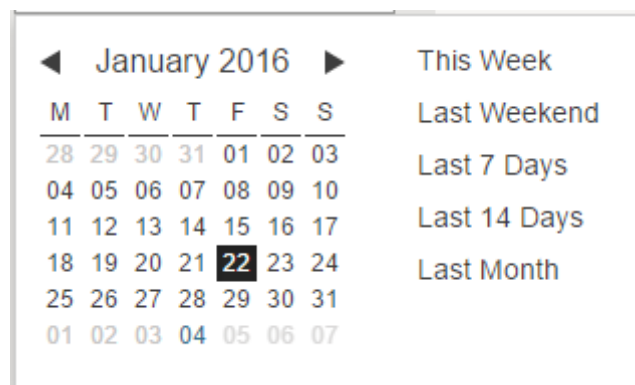 ◀ January 2016 ▶
M T W T F S S
28 29 30 31 01 02 03
04 05 06 07 08 09 10
11 12 13 14 15 16 17
18 19 20 21 22 23 24
25 26 27 28 29 30 31
01 02 03 04 05 06 07
This Week
Last Weekend
Last 7 Days
Last 14 Days
Last Month